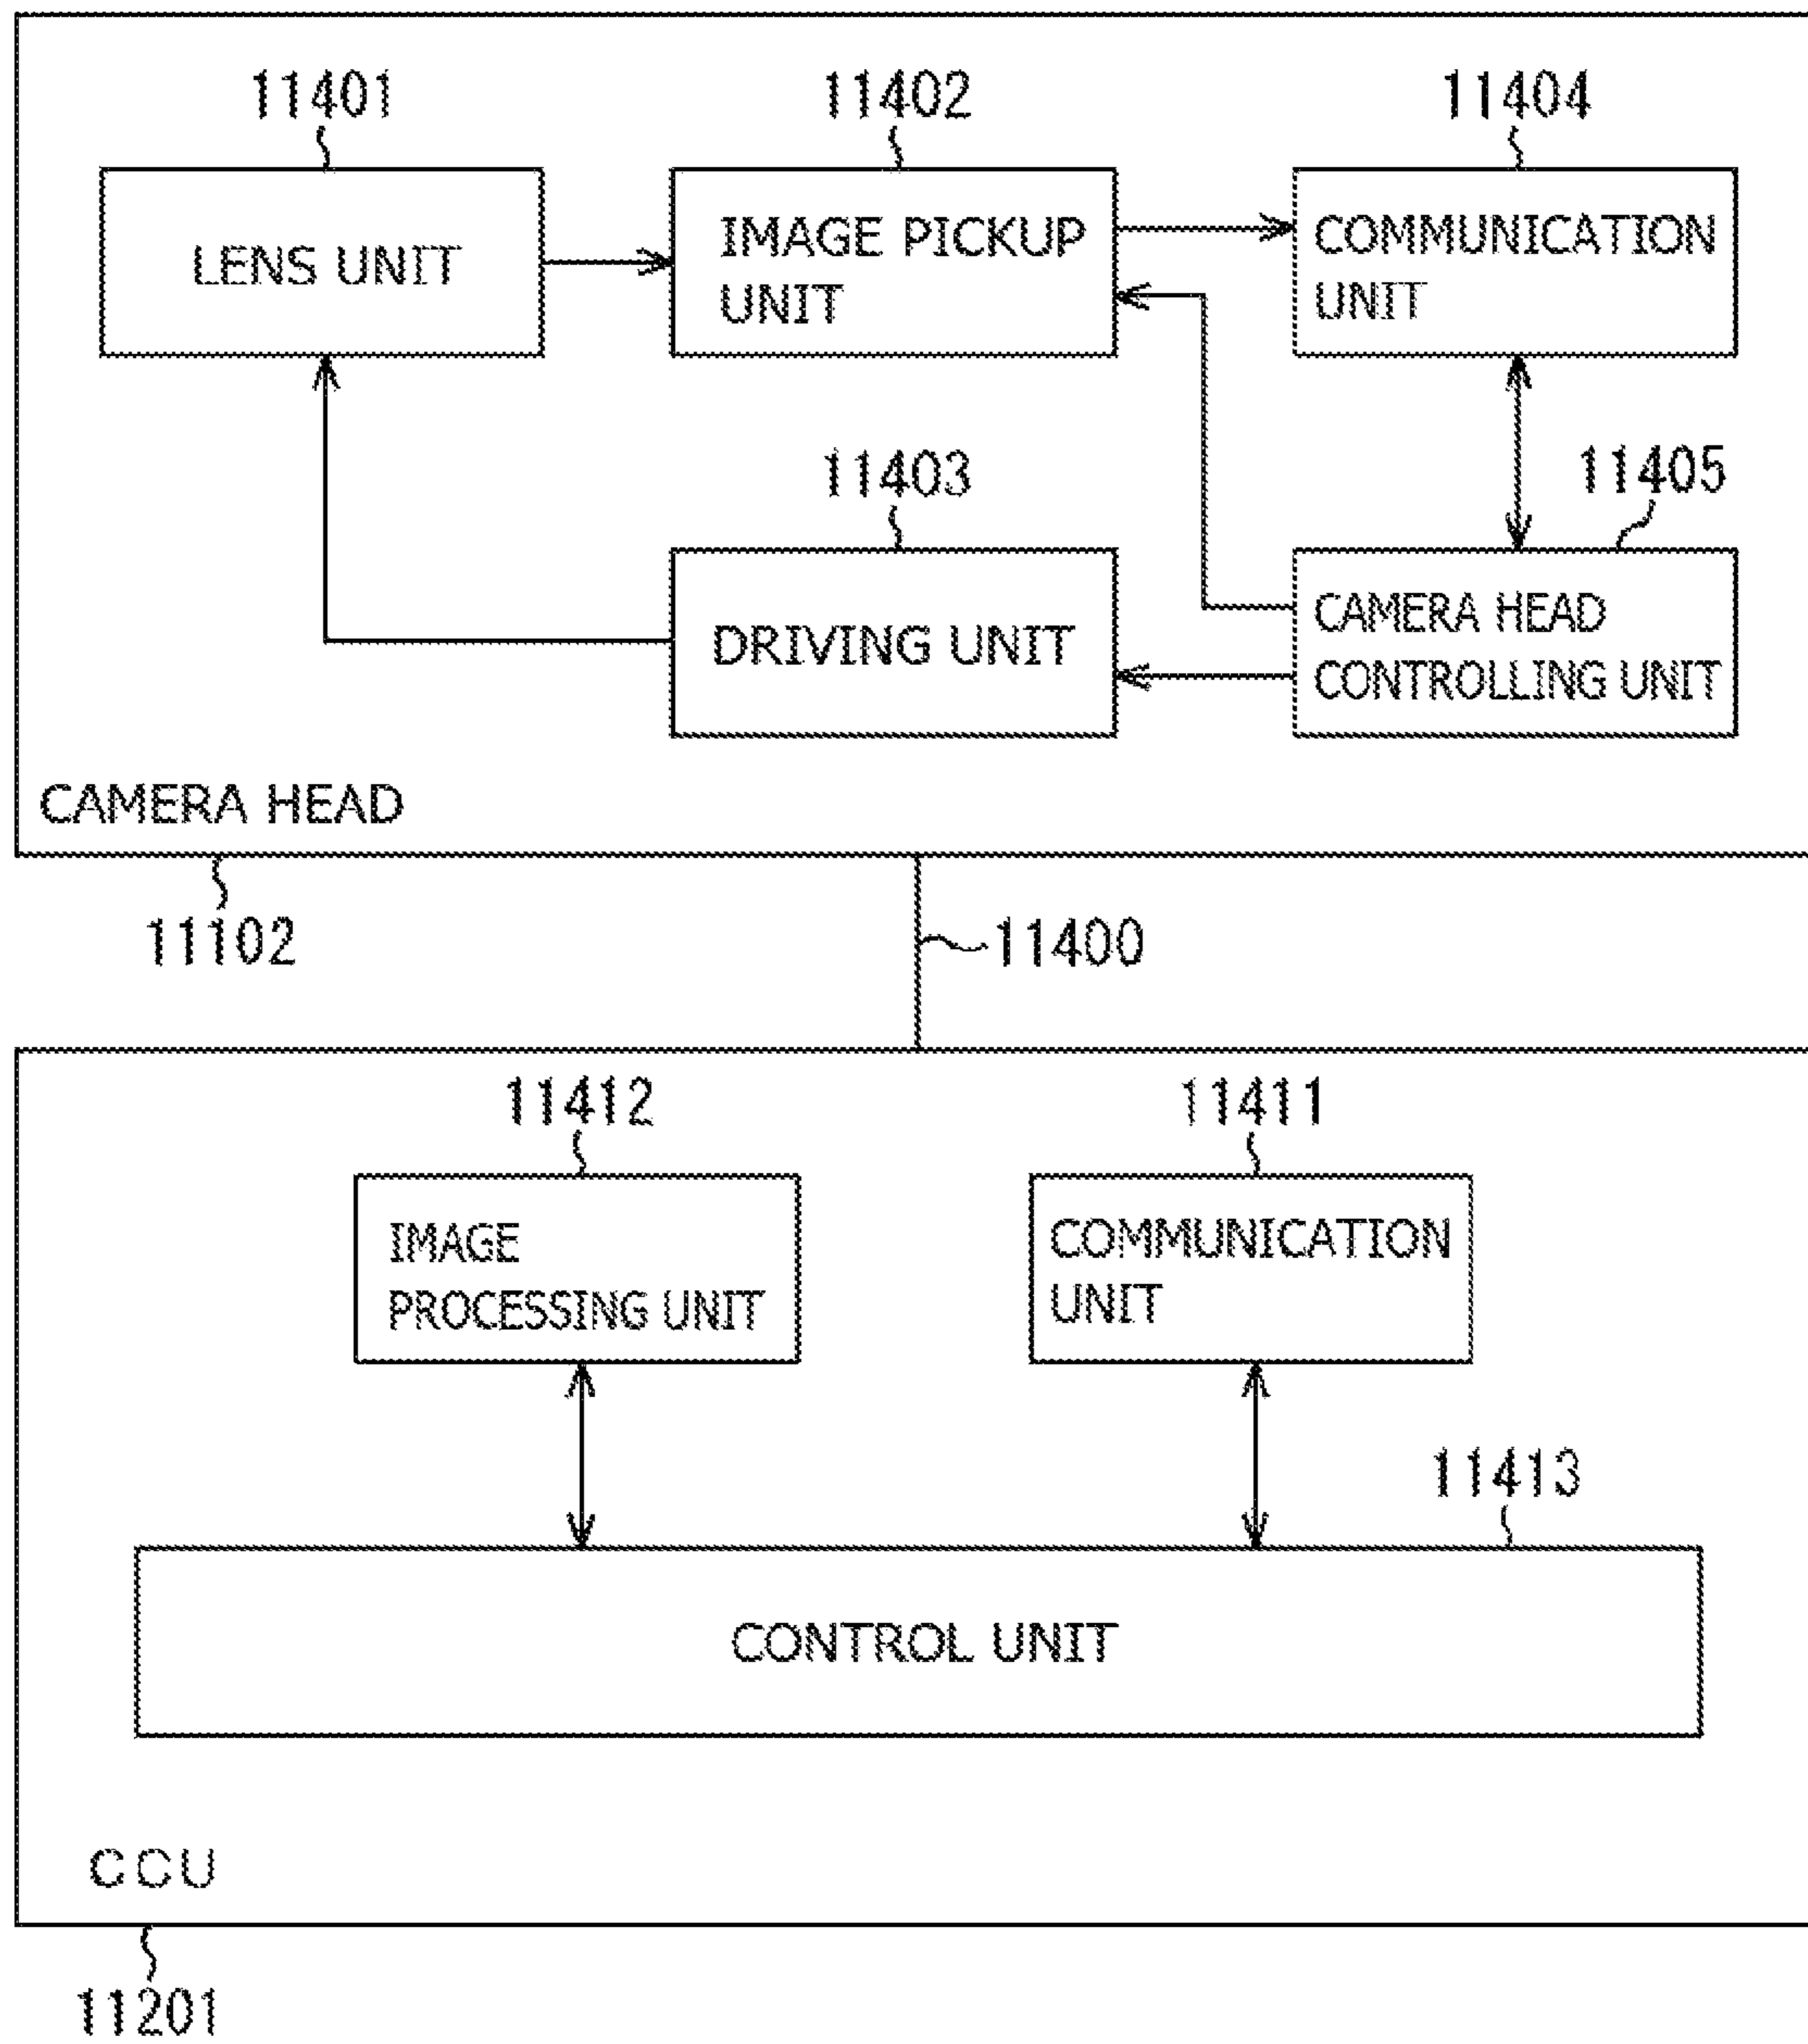 11401
11402
11404
LENS UNIT
IMAGE PICKUP
UNIT
COMMUNICATION
UNIT
11403
11405
DRIVING UNIT
CAMERA HEAD
CONTROLLING UNIT
CAMERA HEAD
11102
11400
11412
11411
IMAGE
PROCESSING UNIT
COMMUNICATION
UNIT
11413
CONTROL UNIT
CCU
11201